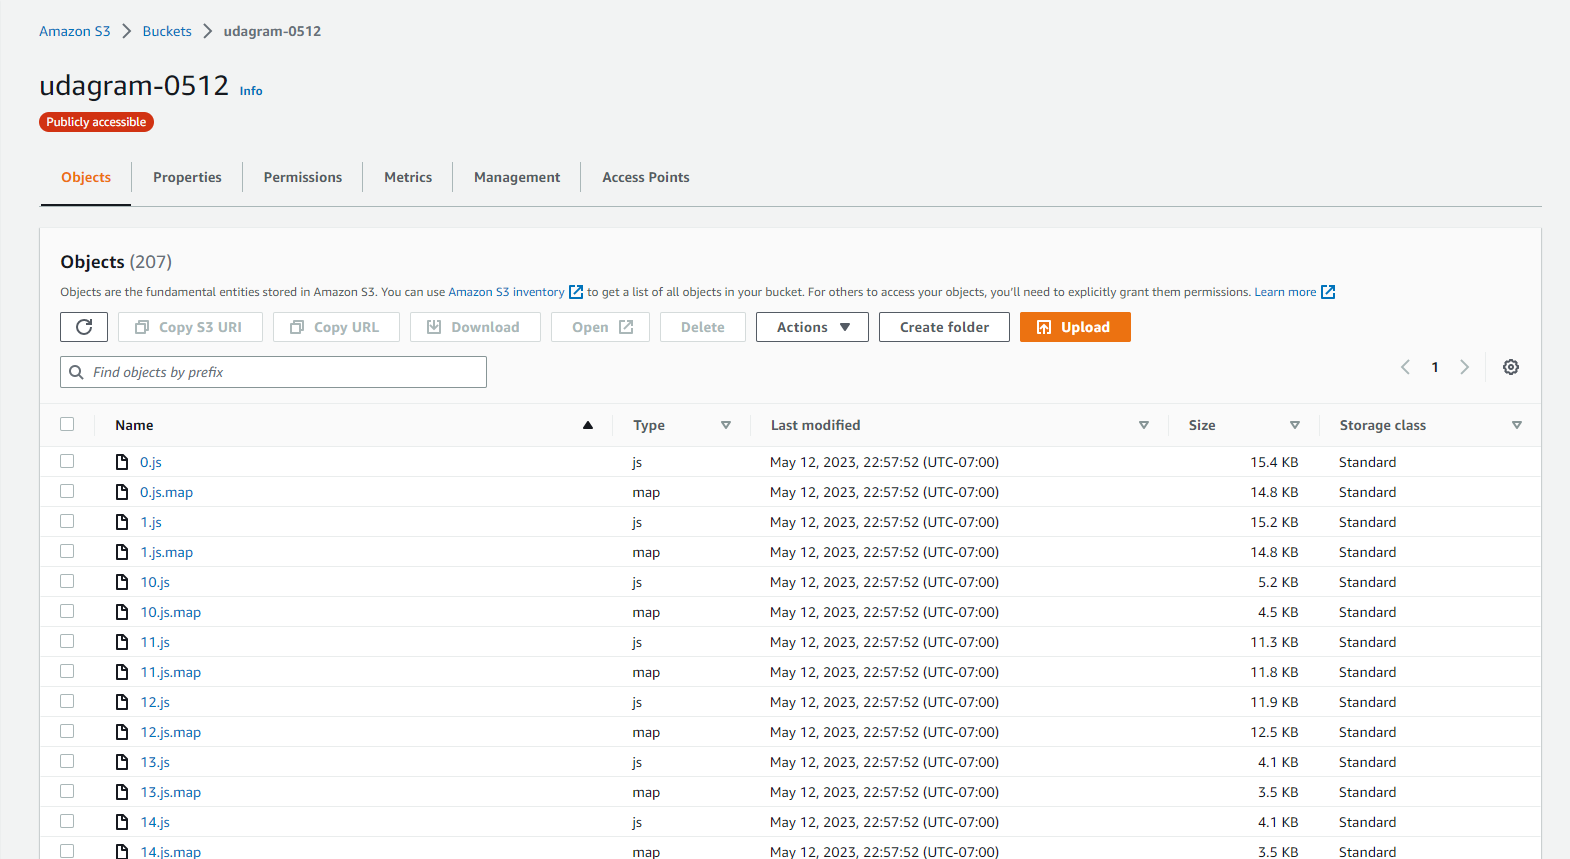 Amazon S3 > Buckets > udagram-0512
udagram-0512 Info
Publicly accessible
Objects Properties Permissions Metrics Management Access Points
Objects (207)
Objects are the fundamental entities stored in Amazon S3. You can use Amazon S3 inventory to get a list of all objects in your bucket. For others to access your objects, you'll need to explicitly grant them permissions. Learn more
Copy S3 URI Copy URL Download Open Delete Actions Create folder Upload
Find objects by prefix 1
Name Type Last modified Size Storage class
0.js js May 12, 2023, 22:57:52 (UTC-07:00) 15.4 KB Standard
0.js.map map May 12, 2023, 22:57:52 (UTC-07:00) 14.8 KB Standard
1.js js May 12, 2023, 22:57:52 (UTC-07:00) 15.2 KB Standard
1.js.map map May 12, 2023, 22:57:52 (UTC-07:00) 14.8 KB Standard
10.js js May 12, 2023, 22:57:52 (UTC-07:00) 5.2 KB Standard
10.js.map map May 12, 2023, 22:57:52 (UTC-07:00) 4.5 KB Standard
11.js js May 12, 2023, 22:57:52 (UTC-07:00) 11.3 KB Standard
11.js.map map May 12, 2023, 22:57:52 (UTC-07:00) 11.8 KB Standard
12.js js May 12, 2023, 22:57:52 (UTC-07:00) 11.9 KB Standard
12.js.map map May 12, 2023, 22:57:52 (UTC-07:00) 12.5 KB Standard
13.js js May 12, 2023, 22:57:52 (UTC-07:00) 4.1 KB Standard
13.js.map map May 12, 2023, 22:57:52 (UTC-07:00) 3.5 KB Standard
14.js js May 12, 2023, 22:57:52 (UTC-07:00) 4.1 KB Standard
14.js.map map May 12, 2023, 22:57:52 (UTC-07:00) 3.5 KB Standard